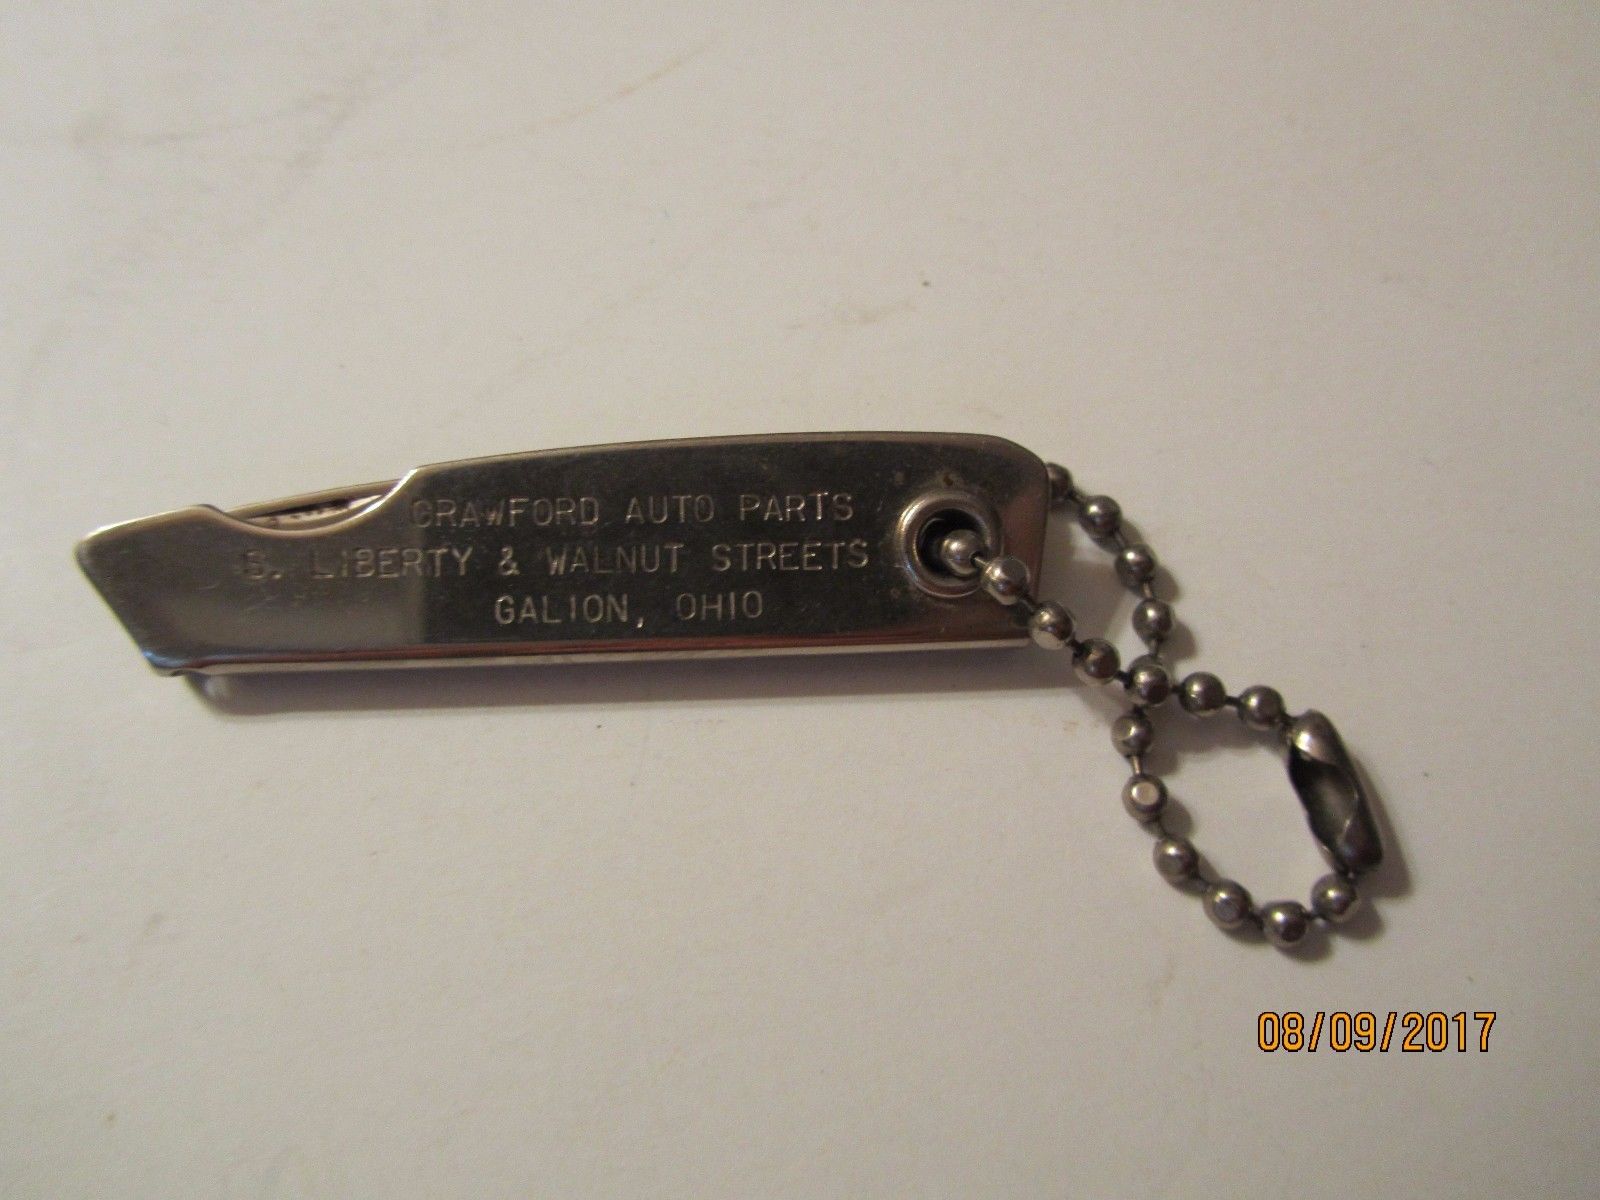 CRAWFORD AUTO PARTS
S. LIBERTY & WALNUT STREETS
GALION, OHIO
08/09/2017